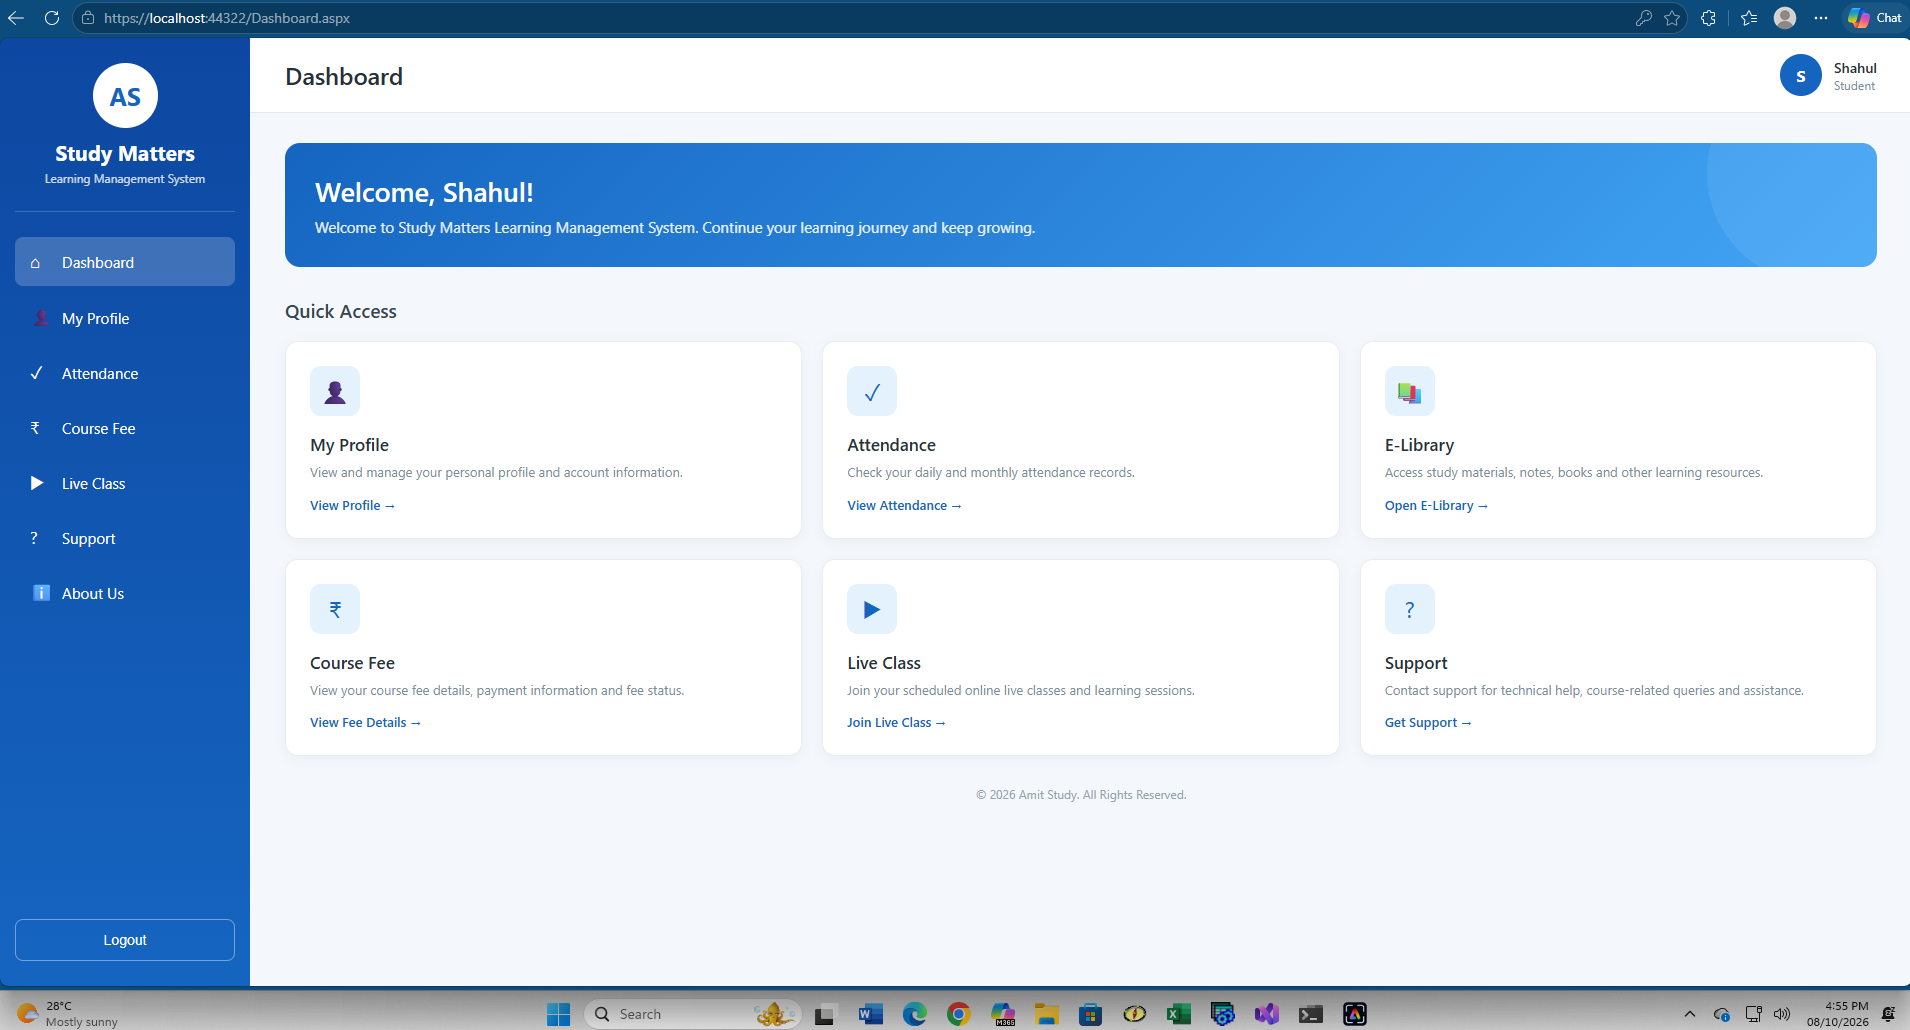 https://localhost:44322/Dashboard.aspx
Chat
AS
Study Matters
Learning Management System
Dashboard
My Profile
✓ Attendance
₹ Course Fee
Live Class
? Support
i About Us
Logout
Dashboard
S
Shahul
Student
Welcome, Shahul!
Welcome to Study Matters Learning Management System. Continue your learning journey and keep growing.
Quick Access
My Profile
View and manage your personal profile and account information.
View Profile →
✓
Attendance
Check your daily and monthly attendance records.
View Attendance →
E-Library
Access study materials, notes, books and other learning resources.
Open E-Library →
₹
Course Fee
View your course fee details, payment information and fee status.
View Fee Details →
Live Class
Join your scheduled online live classes and learning sessions.
Join Live Class →
?
Support
Contact support for technical help, course-related queries and assistance.
Get Support →
© 2026 Amit Study. All Rights Reserved.
28°C
Mostly sunny
Search
M365
4:55 PM
08/10/2026